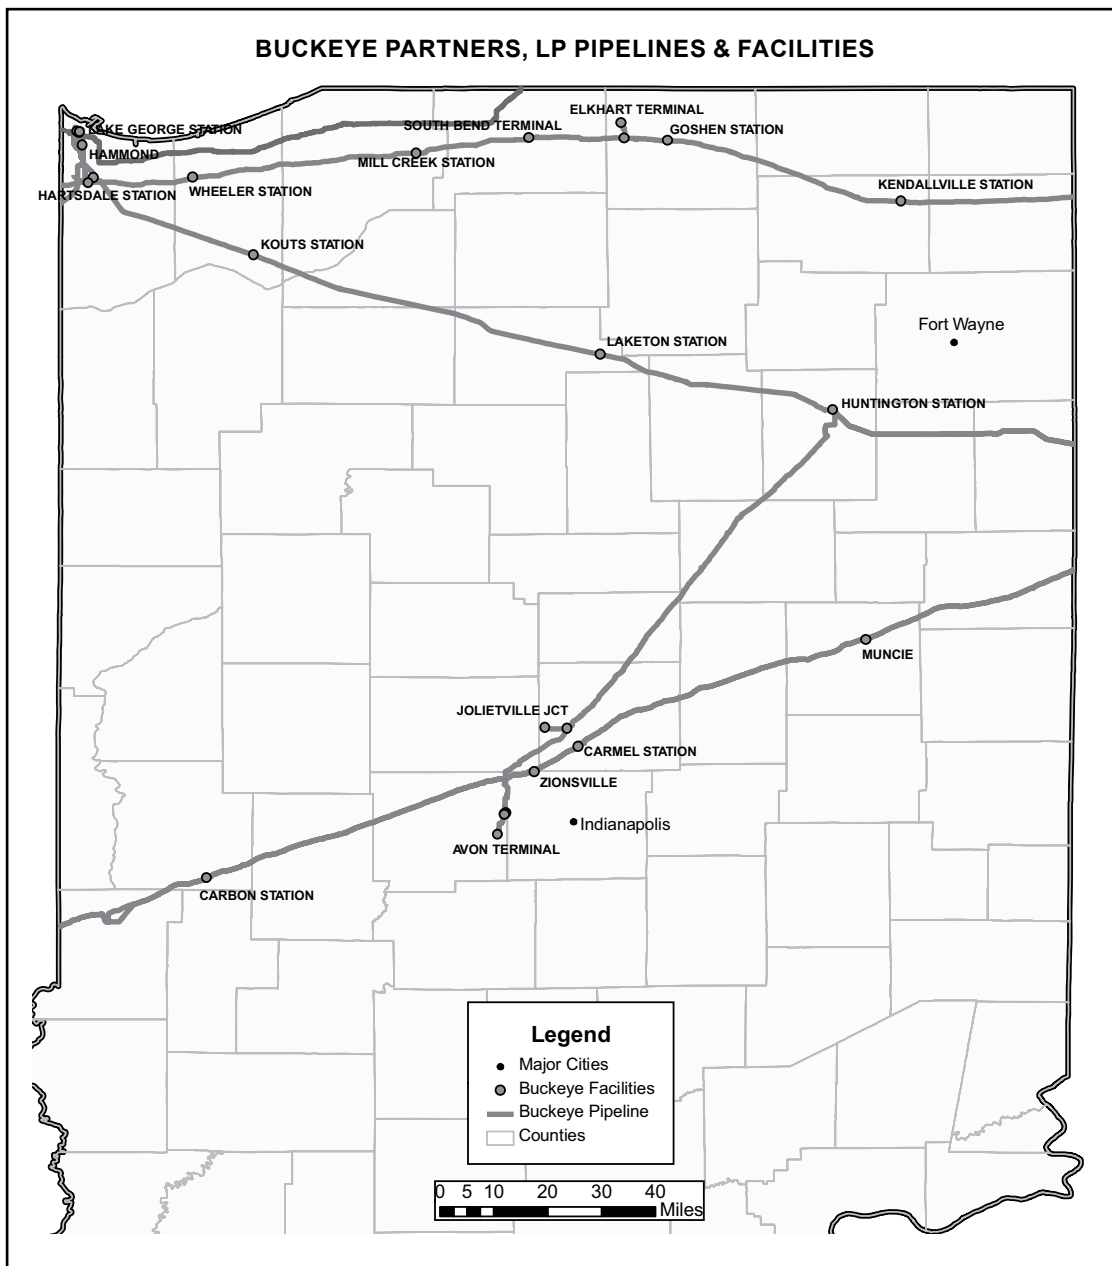 BUCKEYE PARTNERS, LP PIPELINES & FACILITIES
ELKHART TERMINAL
LAKE GEORGE STATION
SOUTH BEND TERMINAL
GOSHEN STATION
HAMMOND
MILL CREEK STATION
KENDALLVILLE STATION
HARTSDALE STATION
WHEELER STATION
KOUTS STATION
Fort Wayne
LAKETON STATION
HUNTINGTON STATION
MUNCIE
JOLIETVILLE JCT
CARMEL STATION
ZIONSVILLE
Indianapolis
AVON TERMINAL
CARBON STATION
Legend
Major Cities
Buckeye Facilities
Buckeye Pipeline
Counties
0 5 10 20 30 40
Miles